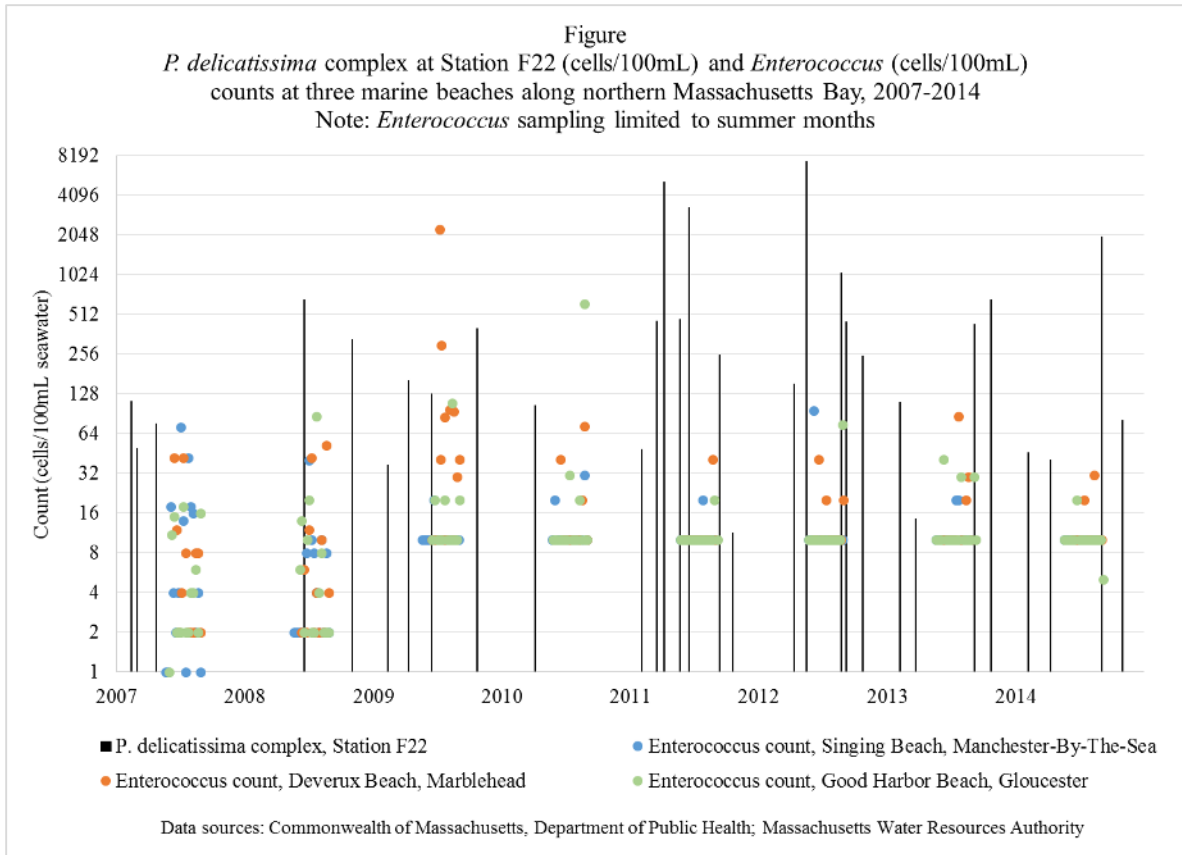 Figure
P. delicatissima complex at Station F22 (cells/100mL) and Enterococcus (cells/100mL)
counts at three marine beaches along northern Massachusetts Bay, 2007-2014
Note: Enterococcus sampling limited to summer months
Count (cells/100mL seawater)
8192
4096
2048
1024
512
256
128
64
32
16
8
4
2
1
2007 2008 2009 2010 2011 2012 2013 2014
P. delicatissima complex, Station F22
Enterococcus count, Singing Beach, Manchester-By-The-Sea
Enterococcus count, Deverux Beach, Marblehead
Enterococcus count, Good Harbor Beach, Gloucester
Data sources: Commonwealth of Massachusetts, Department of Public Health; Massachusetts Water Resources Authority